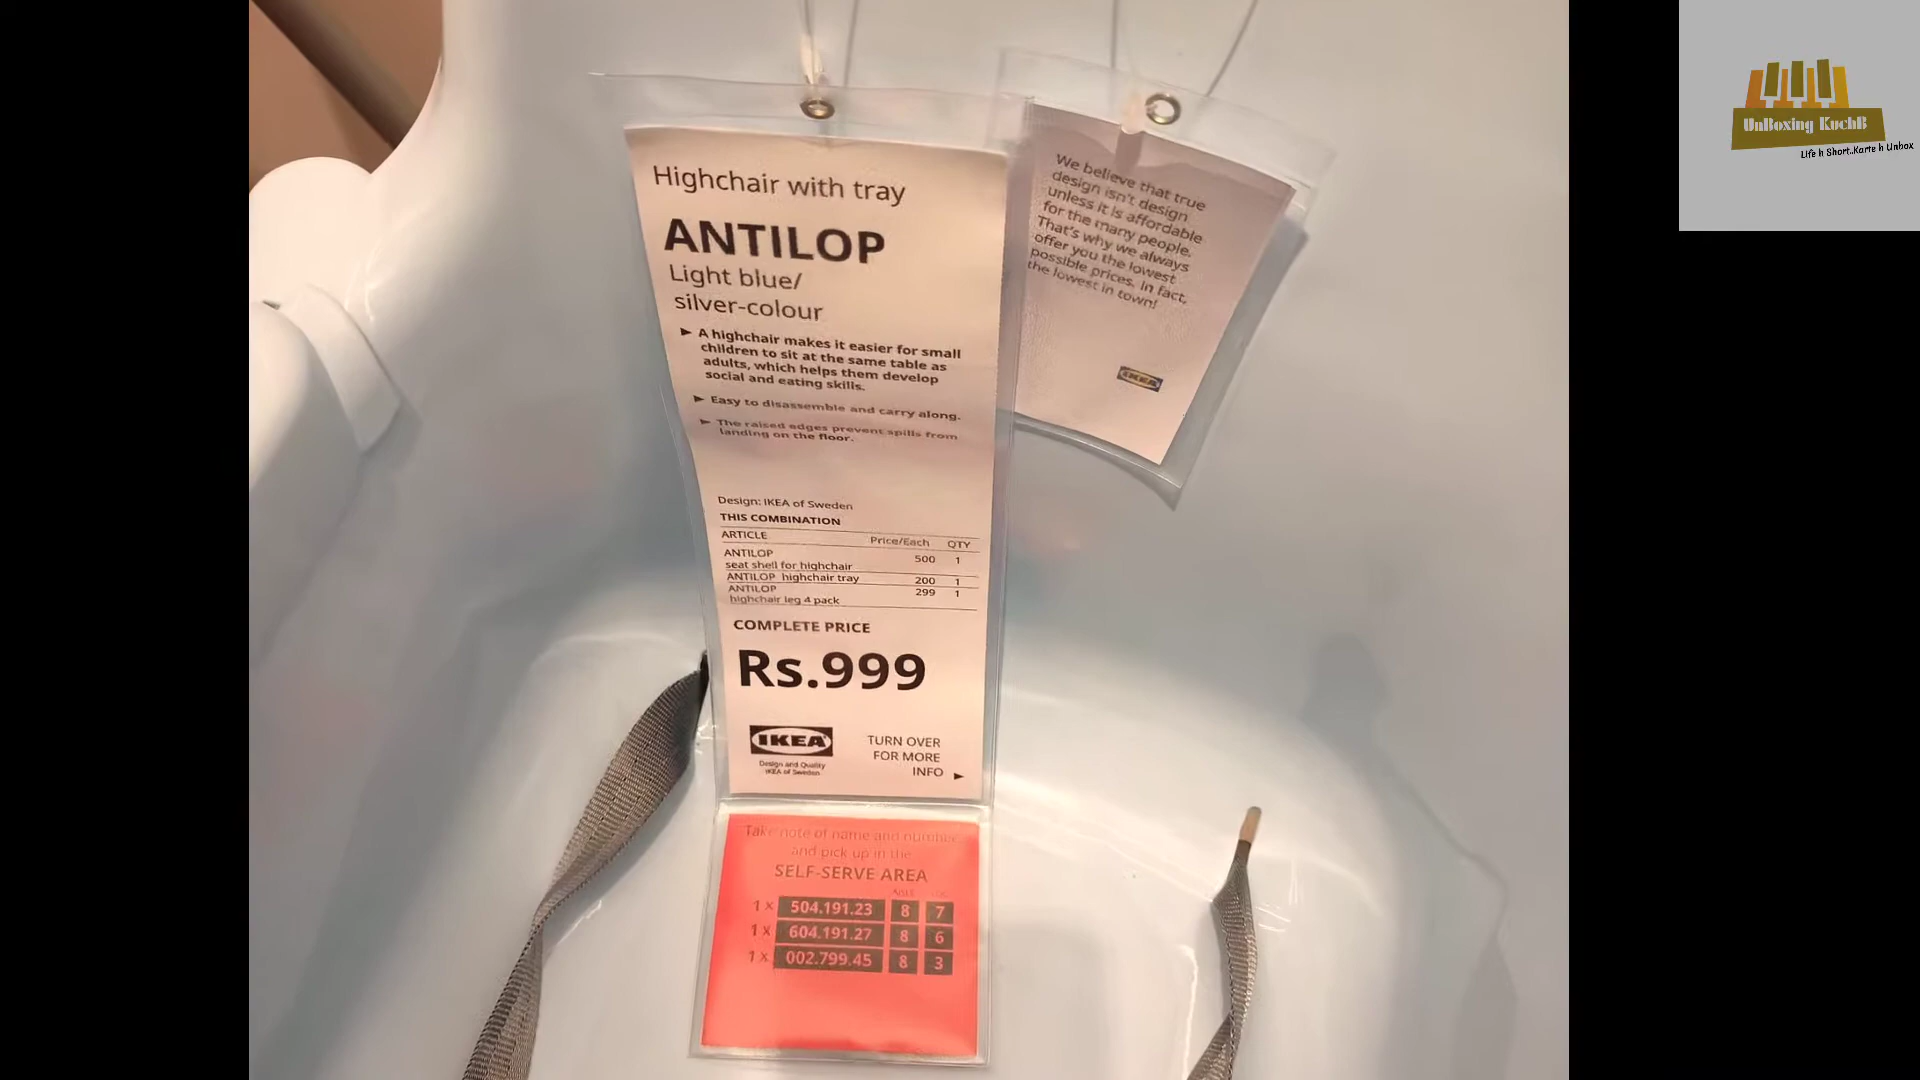 Highchair with tray
ANTILOP
Light blue/
silver-colour
► A highchair makes it easier for small
children to sit at the same table as
adults, which helps them develop
social and eating skills.
► Easy to disassemble and carry along.
► The raised edges prevent spills from
landing on the floor.
Design: IKEA of Sweden
THIS COMBINATION
ARTICLE Price/Each QTY
ANTILOP 500 1
seat shell for highchair
ANTILOP highchair tray 200 1
ANTILOP 299 1
highchair leg 4 pack
COMPLETE PRICE
Rs.999
IKEA
Design and Quality
IKEA of Sweden
TURN OVER
FOR MORE
INFO ►
Take note of name and number
and pick up in the
SELF-SERVE AREA
1 x 504.191.23 8 7
1 x 604.191.27 8 6
1 x 002.799.45 8 3
We believe that true
design isn't design
unless it is affordable
for the many people.
That's why we always
offer you the lowest
possible prices. In fact,
the lowest in town!
IKEA
UnBoxing KuchB
Life h Short..Karte h Unbox